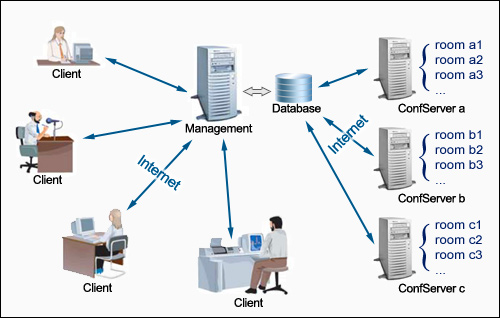 Client
Client
Client
Client
Management
Database
Internet
Internet
room a1
room a2
room a3
...
ConfServer a
room b1
room b2
room b3
...
ConfServer b
room c1
room c2
room c3
...
ConfServer c